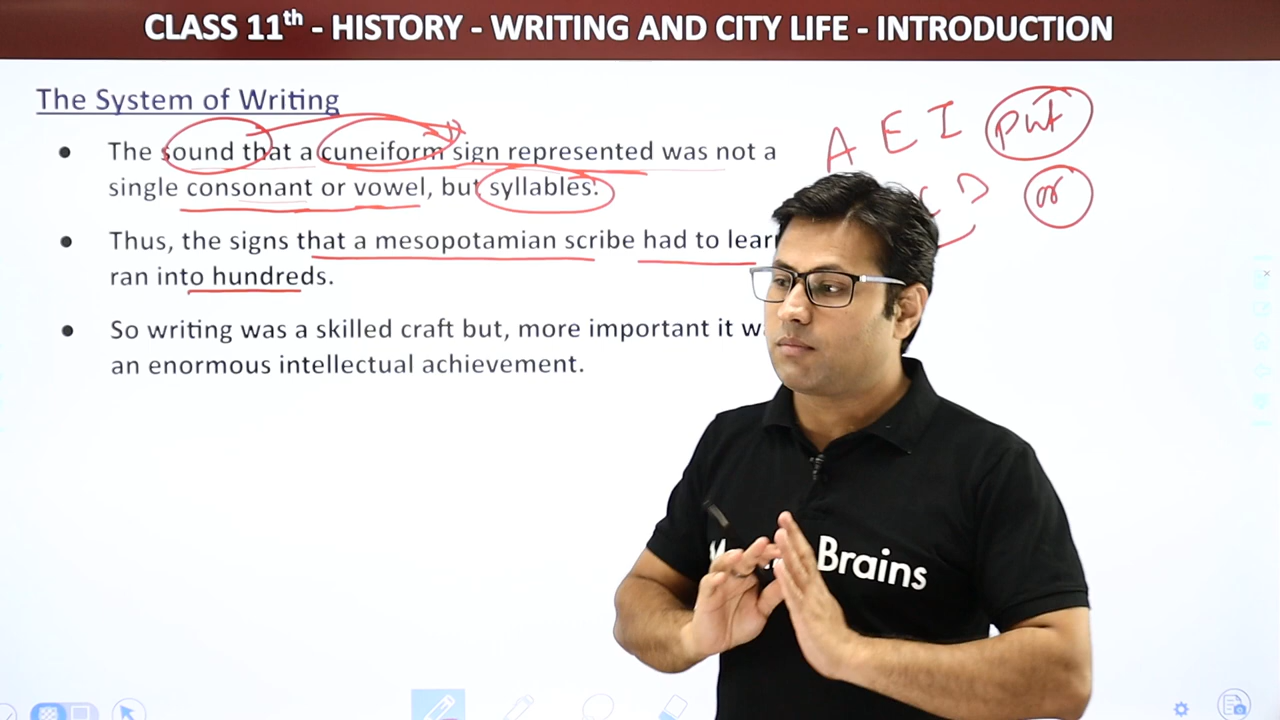 CLASS 11th - HISTORY - WRITING AND CITY LIFE - INTRODUCTION
The System of Writing
● The sound that a cuneiform sign represented was not a
single consonant or vowel, but syllables.
● Thus, the signs that a mesopotamian scribe had to lear
ran into hundreds.
● So writing was a skilled craft but, more important it w
an enormous intellectual achievement.
A E I put
C D or
Brains